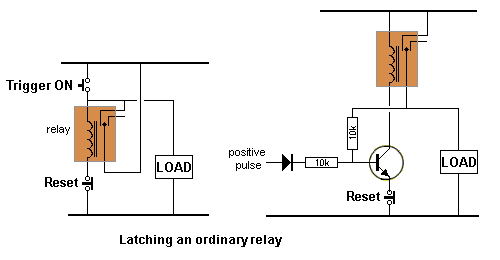 Trigger ON
relay
Reset
LOAD
positive
pulse
10k
10k
Reset
LOAD
Latching an ordinary relay